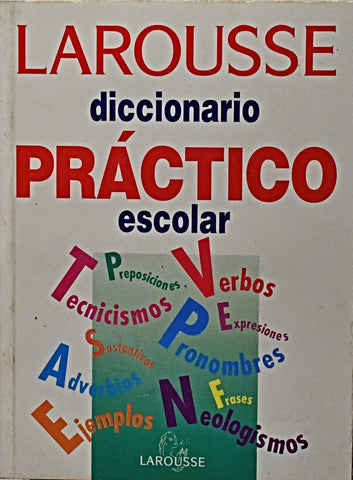 LAROUSSE
diccionario
PRÁCTICO
escolar
Preposiciones
Verbos
Tecnicismos
Expresiones
Sustantivos
Pronombres
Adverbios
Frases
Ejemplos
Neologismos
LAROUSSE